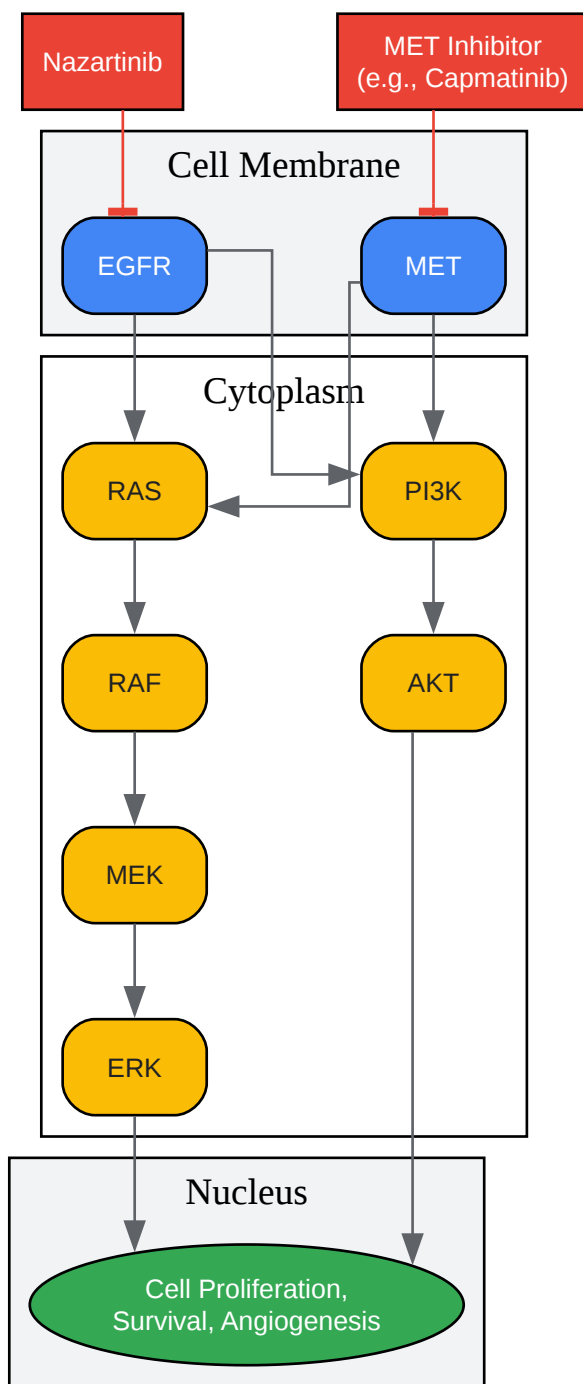 Nazartinib
MET Inhibitor
(e.g., Capmatinib)
Cell Membrane
EGFR
MET
Cytoplasm
RAS
PI3K
RAF
AKT
MEK
ERK
Nucleus
Cell Proliferation,
Survival, Angiogenesis